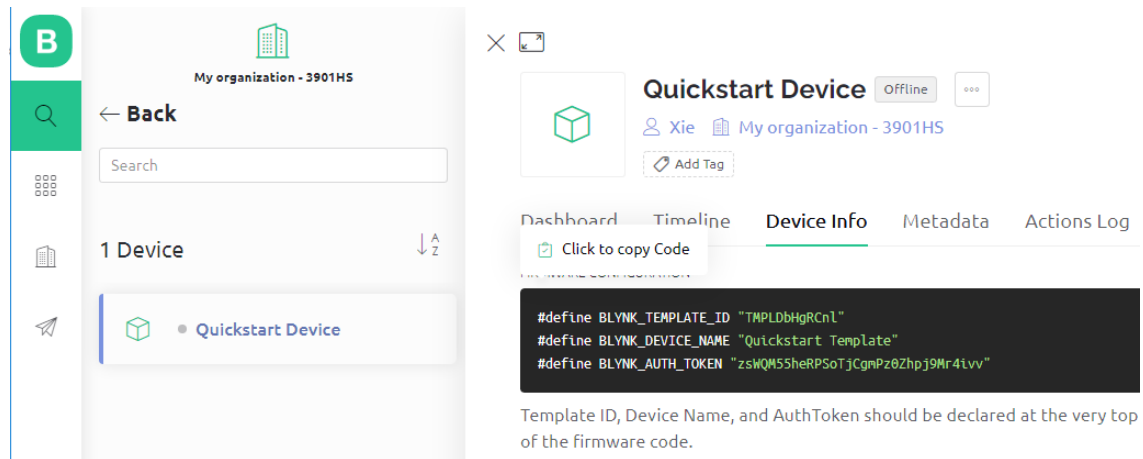 B
My organization - 3901HS
← Back
Search
1 Device
A
Z
Quickstart Device
Quickstart Device
Offline
Xie
My organization - 3901HS
Add Tag
Dashboard
Timeline
Device Info
Metadata
Actions Log
Click to copy Code
#define BLYNK_TEMPLATE_ID "TMPLDbHgRCnl"
#define BLYNK_DEVICE_NAME "Quickstart Template"
#define BLYNK_AUTH_TOKEN "zsWQM55heRPSoTjCgmPz0Zhpj9Mr4ivv"
Template ID, Device Name, and AuthToken should be declared at the very top
of the firmware code.